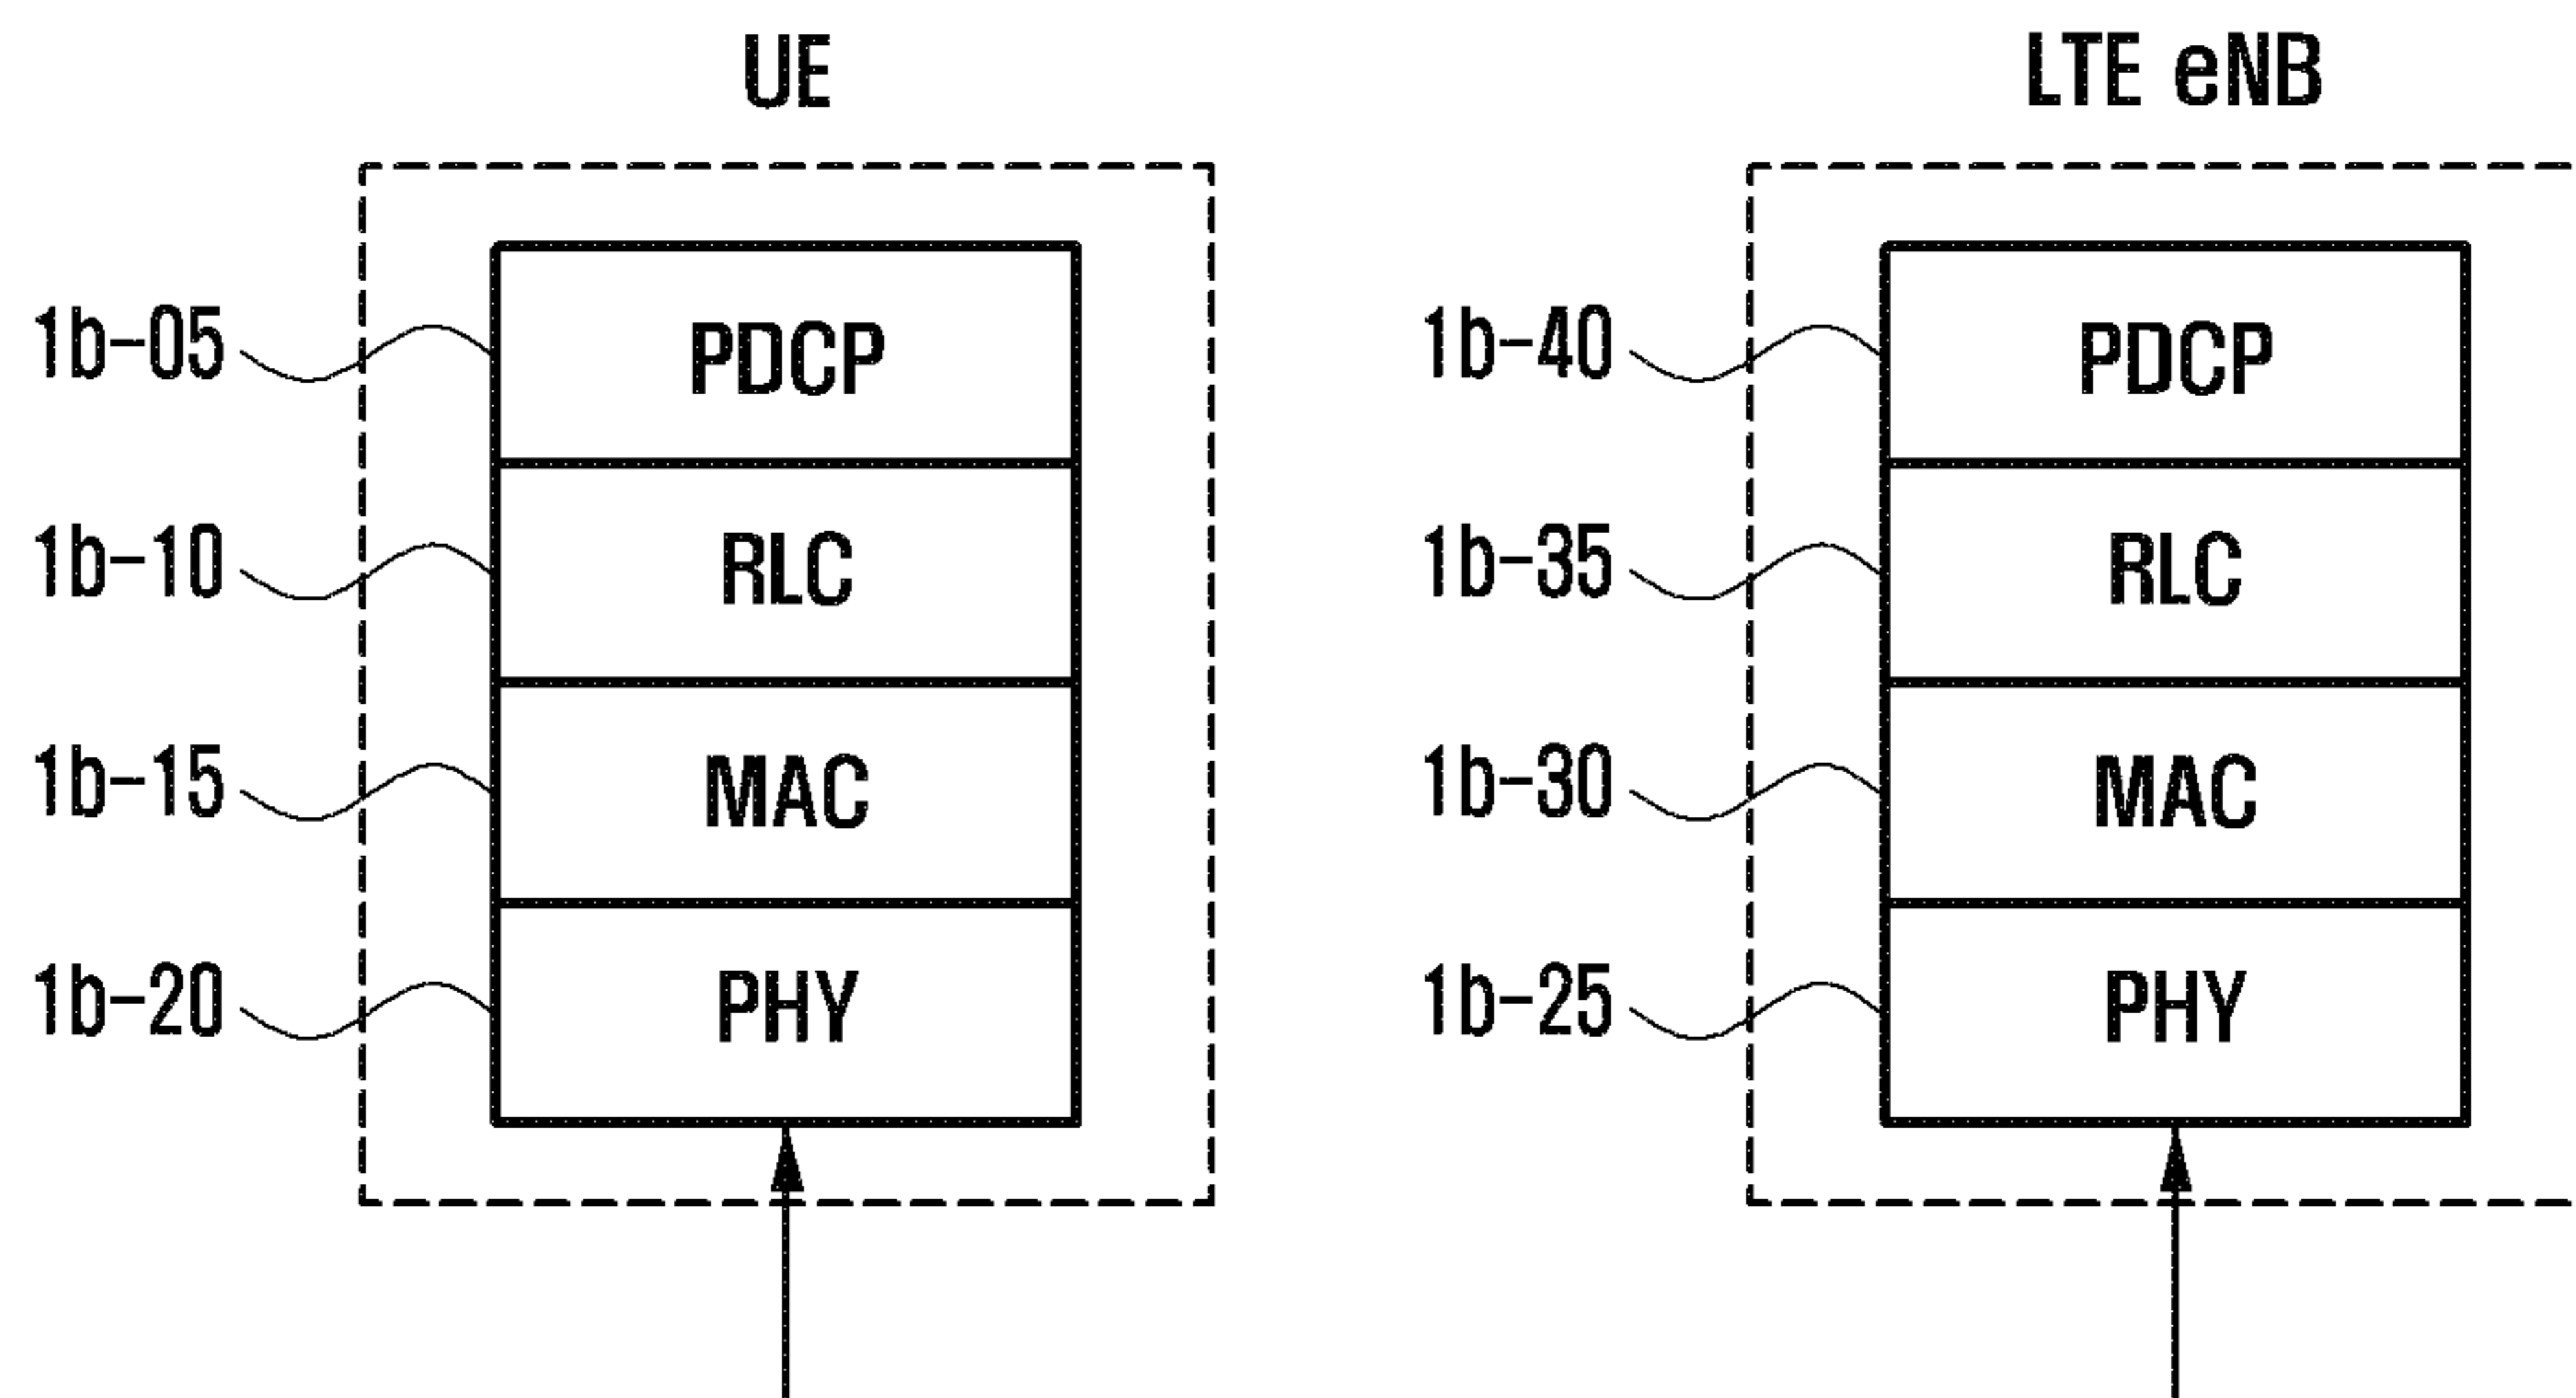 UE
LTE eNB
1b-05 PDCP
1b-40 PDCP
1b-10 RLC
1b-35 RLC
1b-15 MAC
1b-30 MAC
1b-20 PHY
1b-25 PHY